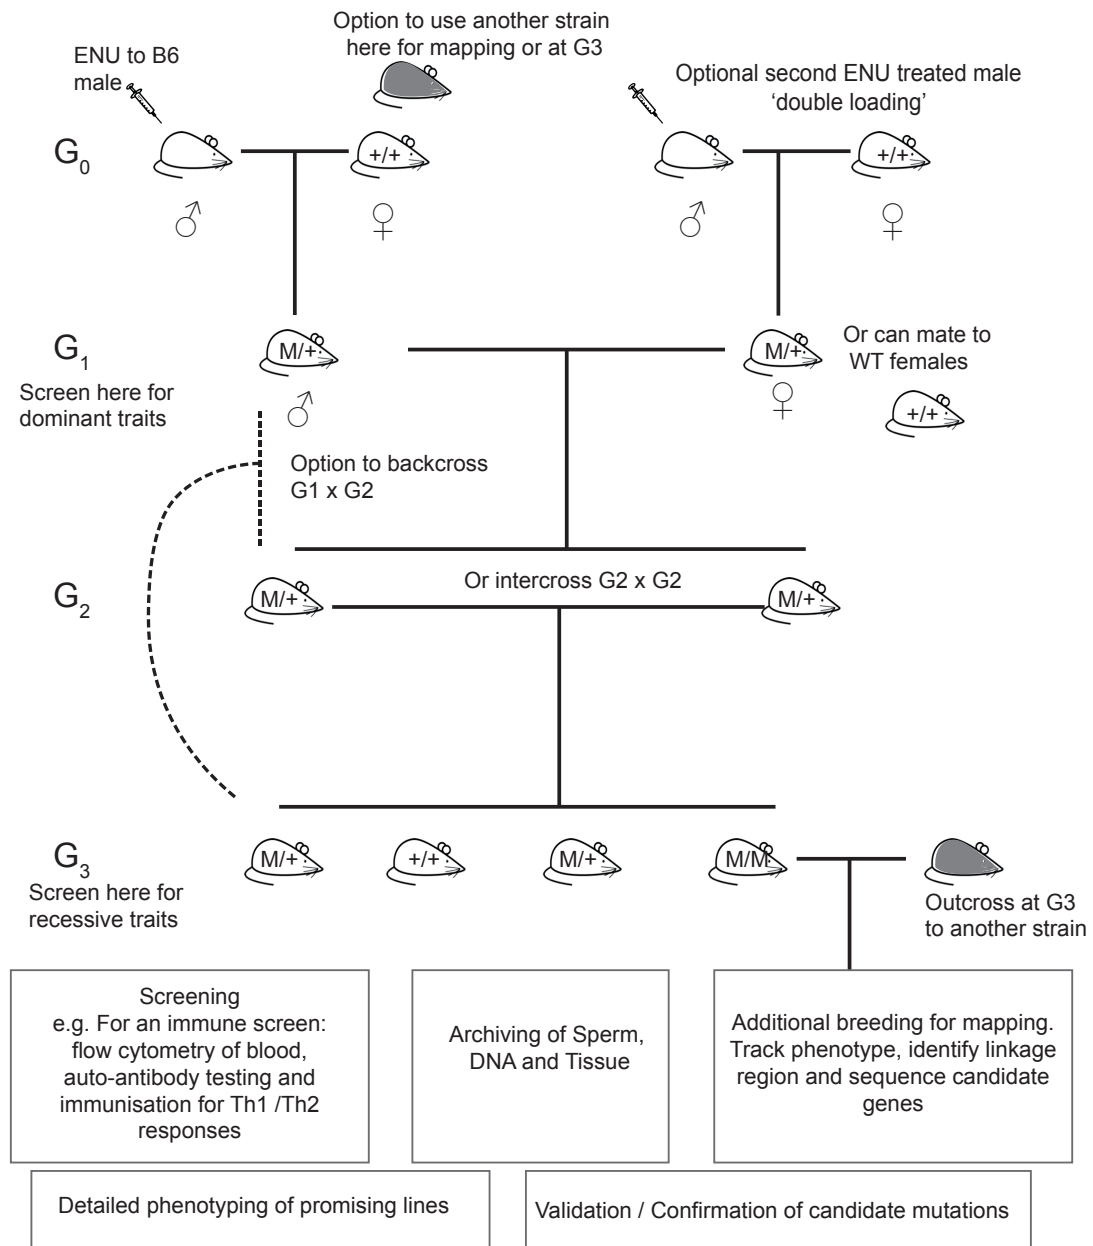 Option to use another strain
here for mapping or at G3
ENU to B6
male
Optional second ENU treated male
‘double loading’
G0
+/+
+/+
♂
♀
♂
♀
G1
M/+
M/+
Or can mate to
WT females
Screen here for
dominant traits
♂
♀
+/+
Option to backcross
G1 x G2
Or intercross G2 x G2
G2
M/+
M/+
G3
M/+
+/+
M/+
M/M
Screen here for
recessive traits
Outcross at G3
to another strain
Screening
e.g. For an immune screen:
flow cytometry of blood,
auto-antibody testing and
immunisation for Th1 /Th2
responses
Archiving of Sperm,
DNA and Tissue
Additional breeding for mapping.
Track phenotype, identify linkage
region and sequence candidate
genes
Detailed phenotyping of promising lines
Validation / Confirmation of candidate mutations